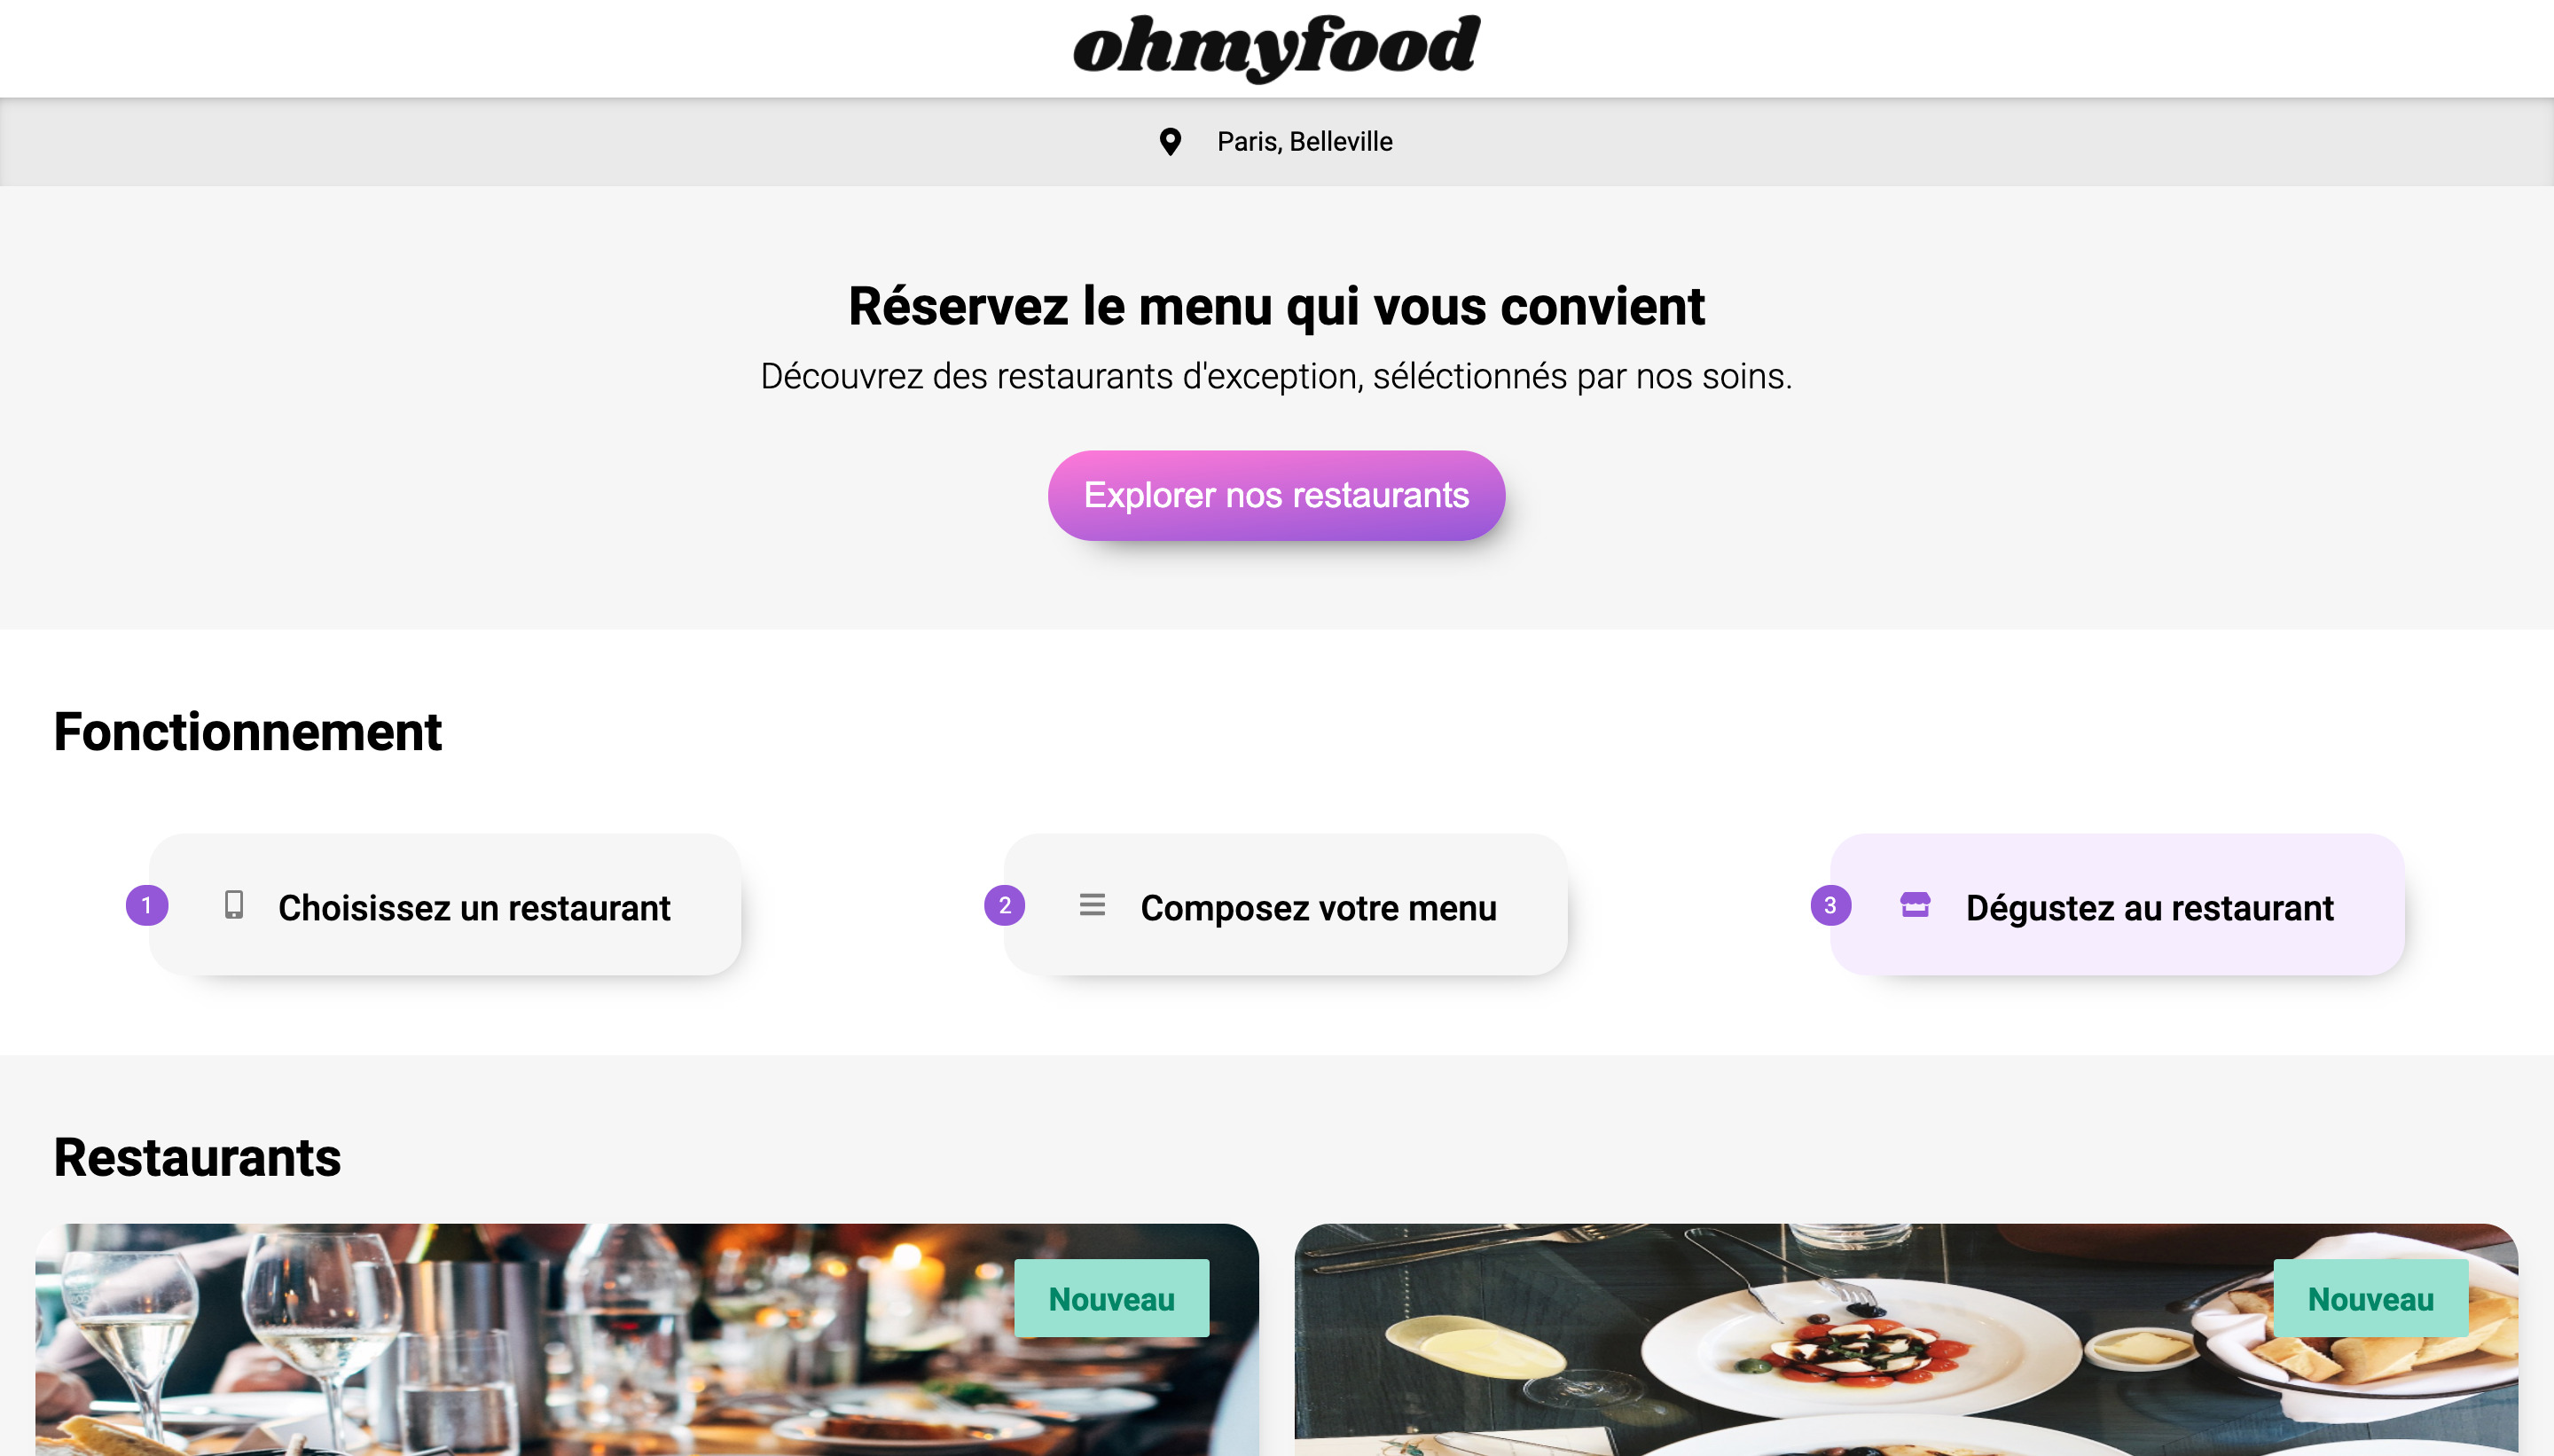 ohmyfood
Paris, Belleville
Réservez le menu qui vous convient
Découvrez des restaurants d'exception, séléctionnés par nos soins.
Explorer nos restaurants
Fonctionnement
1 Choisissez un restaurant
2 Composez votre menu
3 Dégustez au restaurant
Restaurants
Nouveau
Nouveau